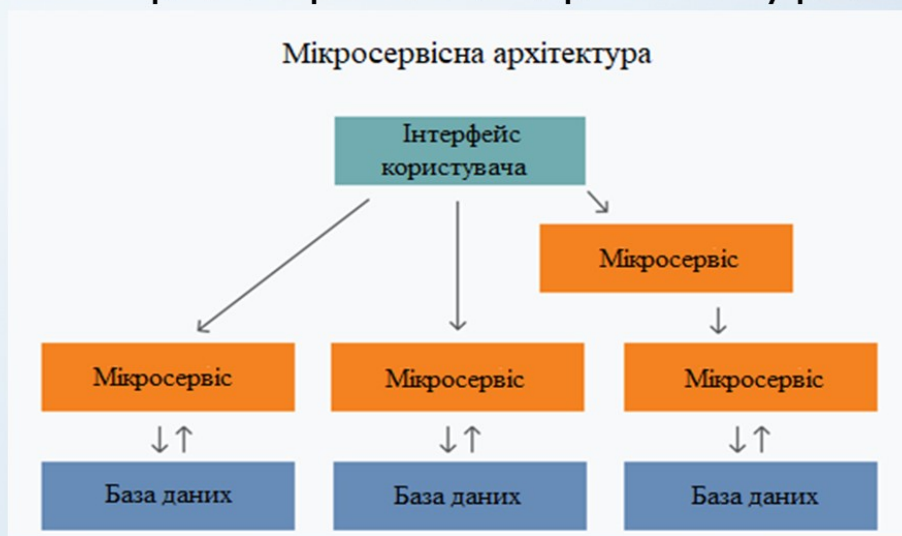 Мікросервісна архітектура
Інтерфейс
користувача
Мікросервіс
Мікросервіс
Мікросервіс
Мікросервіс
База даних
База даних
База даних